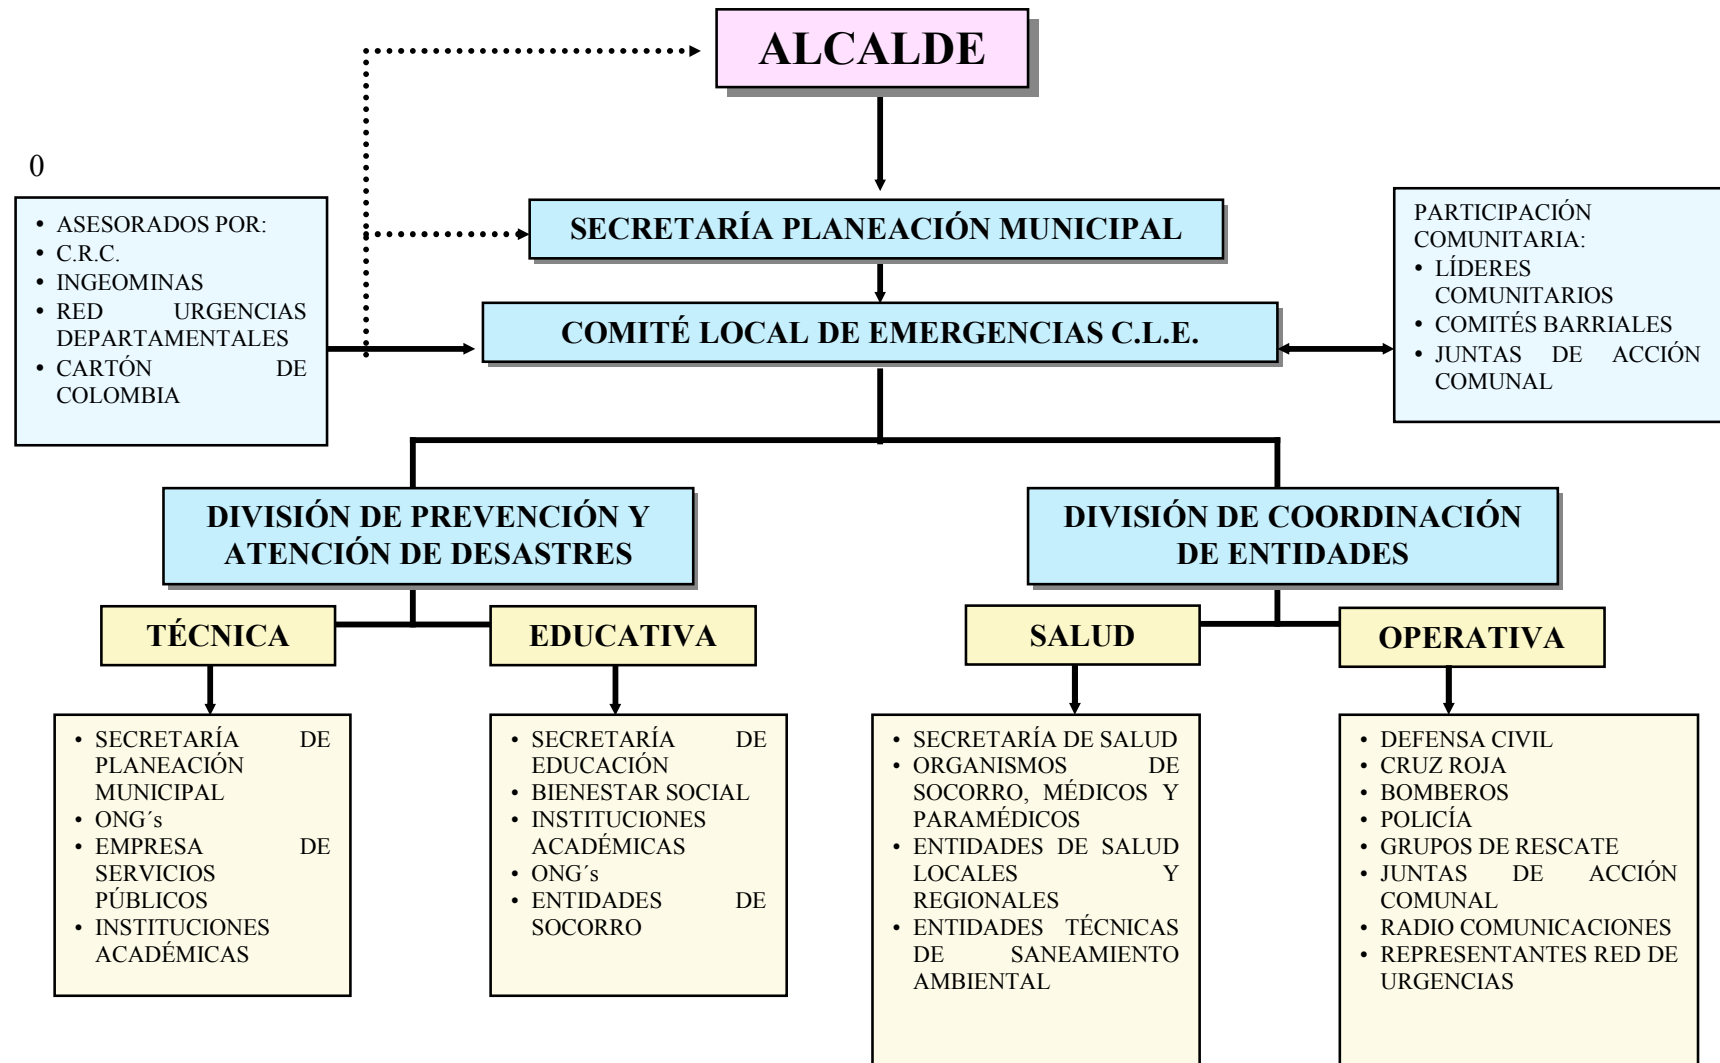 ALCALDE
0
• ASESORADOS POR:
• C.R.C.
• INGEOMINAS
• RED URGENCIAS
DEPARTAMENTALES
• CARTÓN DE
COLOMBIA
SECRETARÍA PLANEACIÓN MUNICIPAL
COMITÉ LOCAL DE EMERGENCIAS C.L.E.
PARTICIPACIÓN
COMUNITARIA:
• LÍDERES
COMUNITARIOS
• COMITÉS BARRIALES
• JUNTAS DE ACCIÓN
COMUNAL
DIVISIÓN DE PREVENCIÓN Y
ATENCIÓN DE DESASTRES
DIVISIÓN DE COORDINACIÓN
DE ENTIDADES
TÉCNICA
EDUCATIVA
SALUD
OPERATIVA
• SECRETARÍA DE
PLANEACIÓN
MUNICIPAL
• ONG´s
• EMPRESA DE
SERVICIOS
PÚBLICOS
• INSTITUCIONES
ACADÉMICAS
• SECRETARÍA DE
EDUCACIÓN
• BIENESTAR SOCIAL
• INSTITUCIONES
ACADÉMICAS
• ONG´s
• ENTIDADES DE
SOCORRO
• SECRETARÍA DE SALUD
• ORGANISMOS DE
SOCORRO, MÉDICOS Y
PARAMÉDICOS
• ENTIDADES DE SALUD
LOCALES Y
REGIONALES
• ENTIDADES TÉCNICAS
DE SANEAMIENTO
AMBIENTAL
• DEFENSA CIVIL
• CRUZ ROJA
• BOMBEROS
• POLICÍA
• GRUPOS DE RESCATE
• JUNTAS DE ACCIÓN
COMUNAL
• RADIO COMUNICACIONES
• REPRESENTANTES RED DE
URGENCIAS